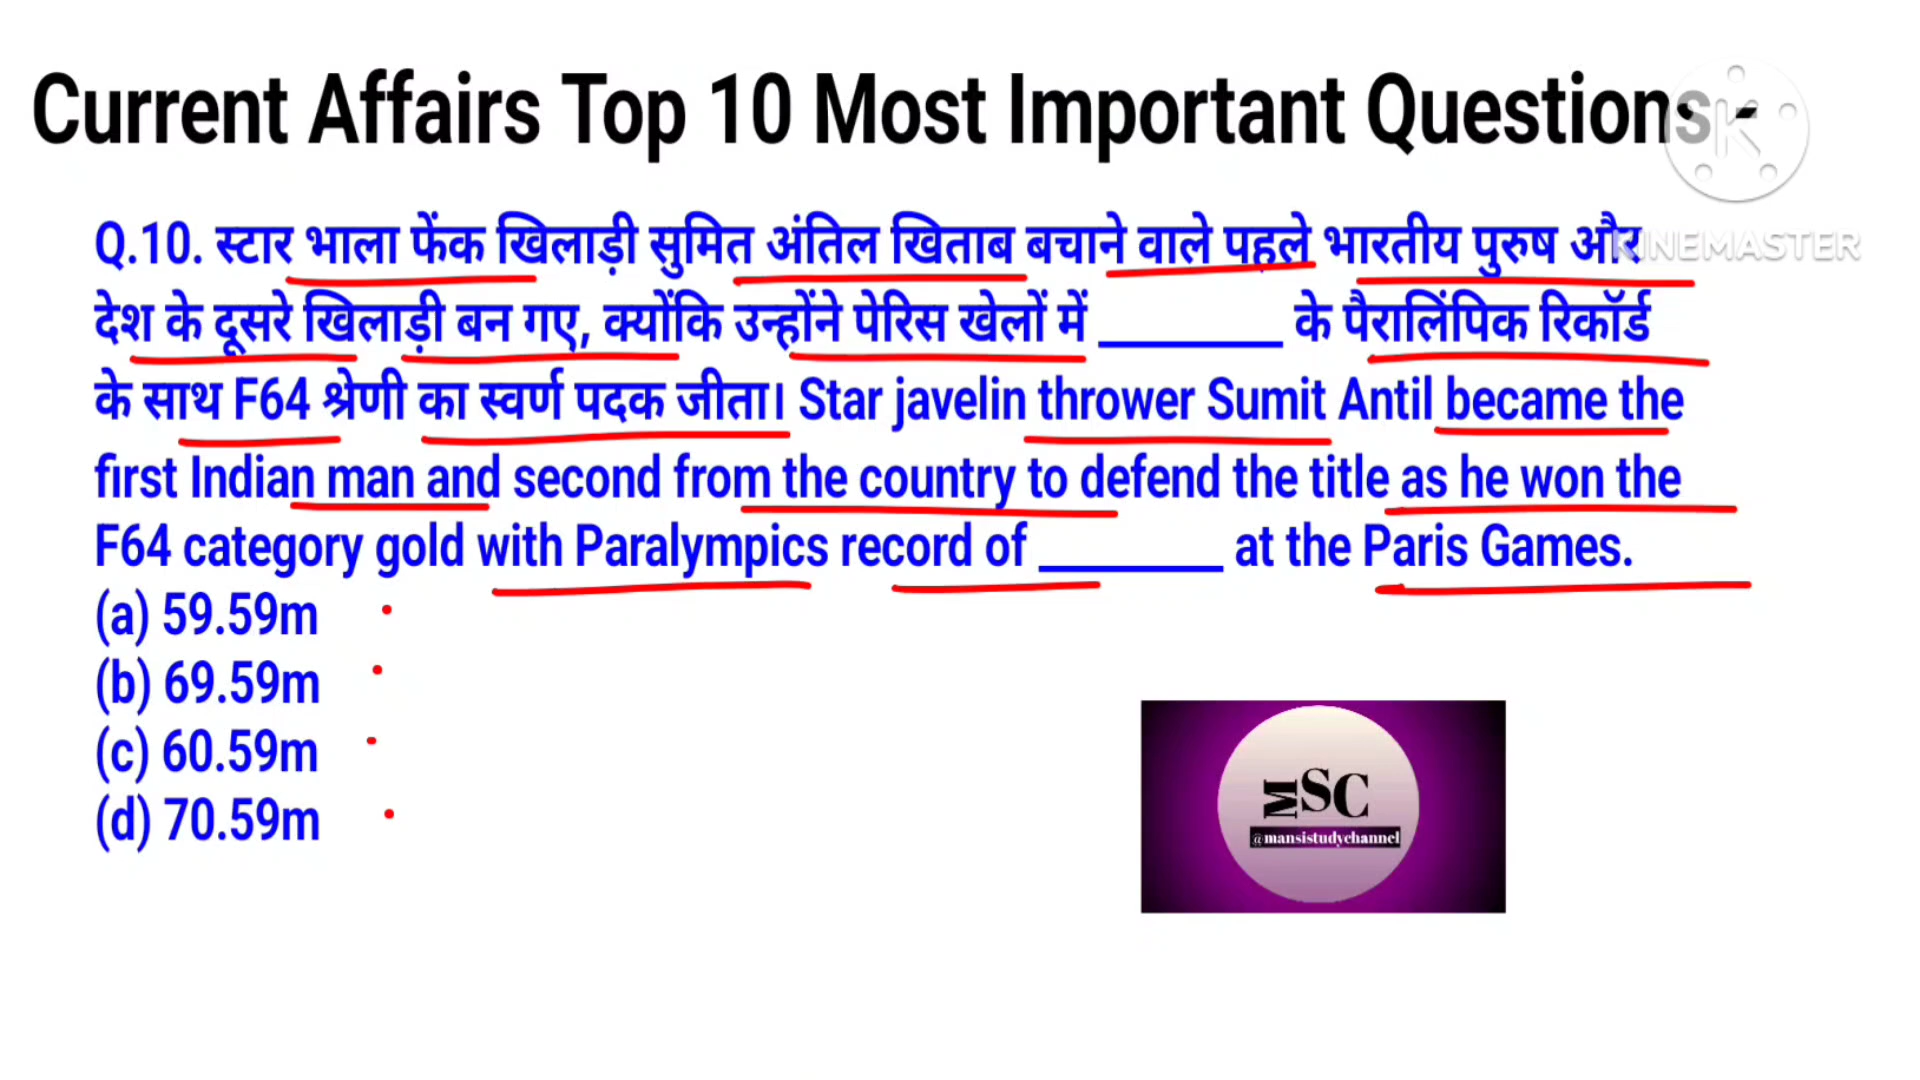 Current Affairs Top 10 Most Important Questions -
K
KINEMASTER
Q.10. स्टार भाला फेंक खिलाड़ी सुमित अंतिल खिताब बचाने वाले पहले भारतीय पुरुष और
देश के दूसरे खिलाड़ी बन गए, क्योंकि उन्होंने पेरिस खेलों में ________ के पैरालिंपिक रिकॉर्ड
के साथ F64 श्रेणी का स्वर्ण पदक जीता। Star javelin thrower Sumit Antil became the
first Indian man and second from the country to defend the title as he won the
F64 category gold with Paralympics record of ________ at the Paris Games.
(a) 59.59m
(b) 69.59m
(c) 60.59m
(d) 70.59m
MSC
@mansistudychannel